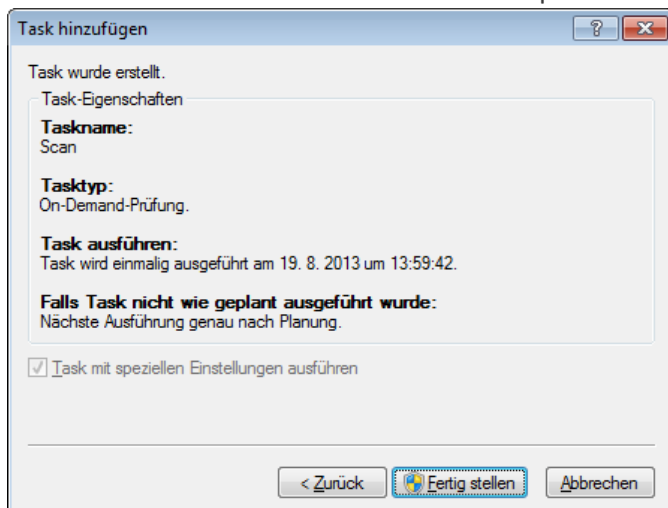 Task hinzufügen
?
Task wurde erstellt.
Task-Eigenschaften
Taskname:
Scan
Tasktyp:
On-Demand-Prüfung.
Task ausführen:
Task wird einmalig ausgeführt am 19. 8. 2013 um 13:59:42.
Falls Task nicht wie geplant ausgeführt wurde:
Nächste Ausführung genau nach Planung.
Task mit speziellen Einstellungen ausführen
< Zurück Fertig stellen Abbrechen